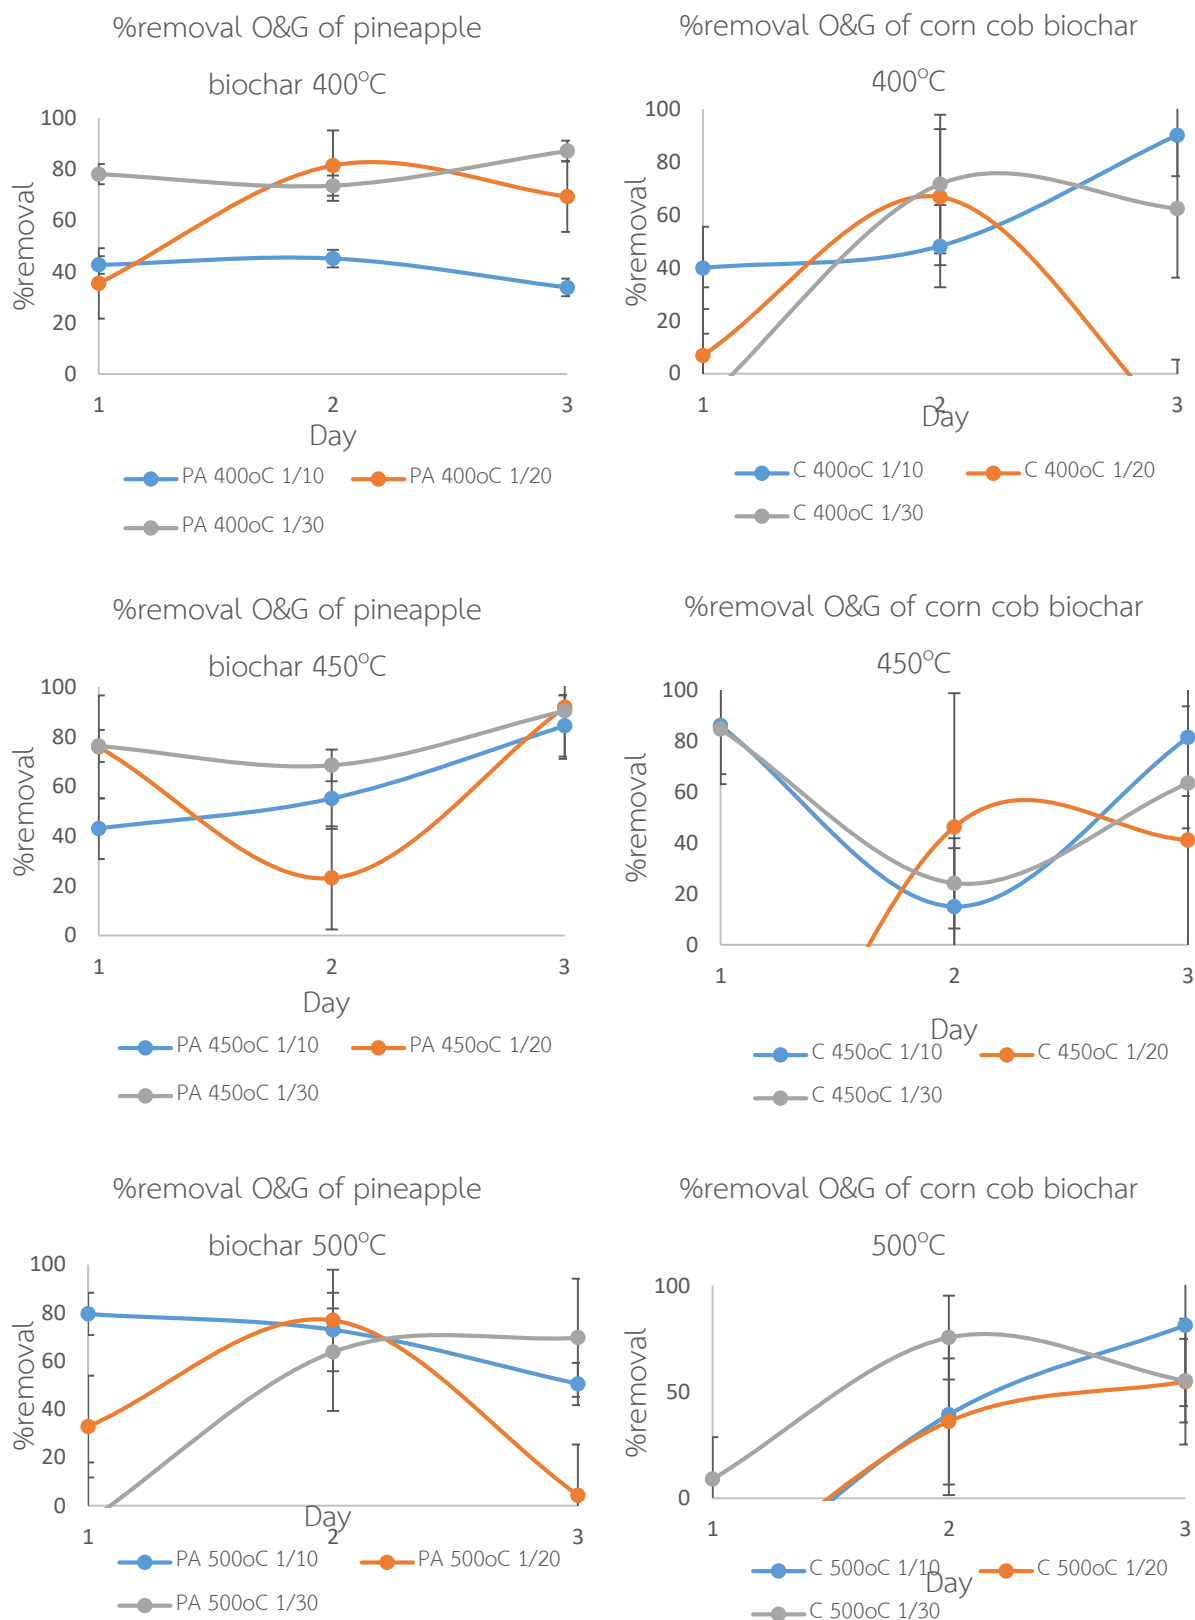 %removal O&G of pineapple
biochar 400°C
100
80
60
40
20
0
%removal
1
2
3
Day
PA 400oC 1/10
PA 400oC 1/20
PA 400oC 1/30
%removal O&G of corn cob biochar
400°C
100
80
60
40
20
0
%removal
1
2
3
Day
C 400oC 1/10
C 400oC 1/20
C 400oC 1/30
%removal O&G of pineapple
biochar 450°C
100
80
60
40
20
0
%removal
1
2
3
Day
PA 450oC 1/10
PA 450oC 1/20
PA 450oC 1/30
%removal O&G of corn cob biochar
450°C
100
80
60
40
20
0
%removal
1
2
3
Day
C 450oC 1/10
C 450oC 1/20
C 450oC 1/30
%removal O&G of pineapple
biochar 500°C
100
80
60
40
20
0
%removal
1
2
3
Day
PA 500oC 1/10
PA 500oC 1/20
PA 500oC 1/30
%removal O&G of corn cob biochar
500°C
100
50
0
%removal
1
2
3
Day
C 500oC 1/10
C 500oC 1/20
C 500oC 1/30